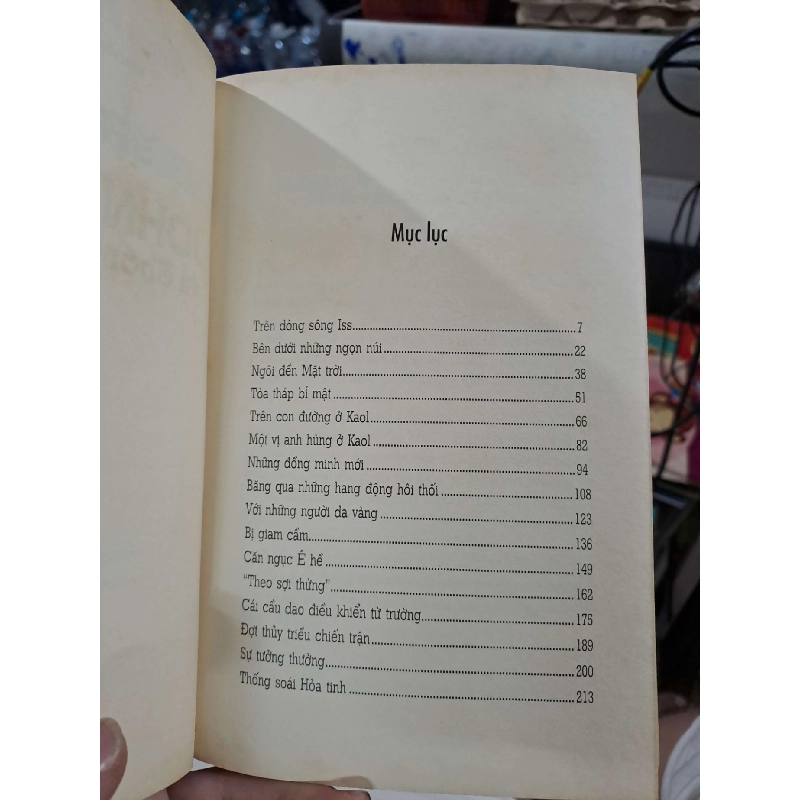 Mục lục
Trên dòng sông Iss 7
Bên dưới những ngọn núi 22
Ngôi đền Mặt trời 38
Tòa tháp bí mật 51
Trên con đường ở Kaol 66
Một vị anh hùng ở Kaol 82
Những đồng minh mới 94
Băng qua những hang động hôi thối 108
Với những người da vàng 123
Bị giam cầm 136
Căn ngục Ê hề 149
"Theo sợi thừng" 162
Cái cầu dao điều khiển từ trường 175
Đợt thủy triều chiến trận 189
Sự tưởng thưởng 200
Thống soái Hỏa tinh 213